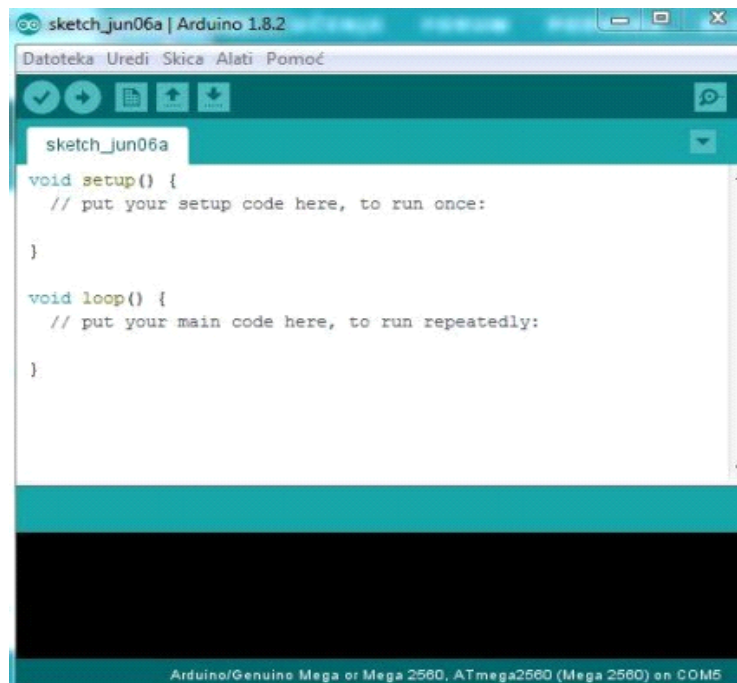 sketch_jun06a | Arduino 1.8.2
Datoteka Uredi Skica Alati Pomoć
sketch_jun06a
void setup() {
  // put your setup code here, to run once:
}
void loop() {
  // put your main code here, to run repeatedly:
}
Arduino/Genuino Mega or Mega 2560, ATmega2560 (Mega 2560) on COM5